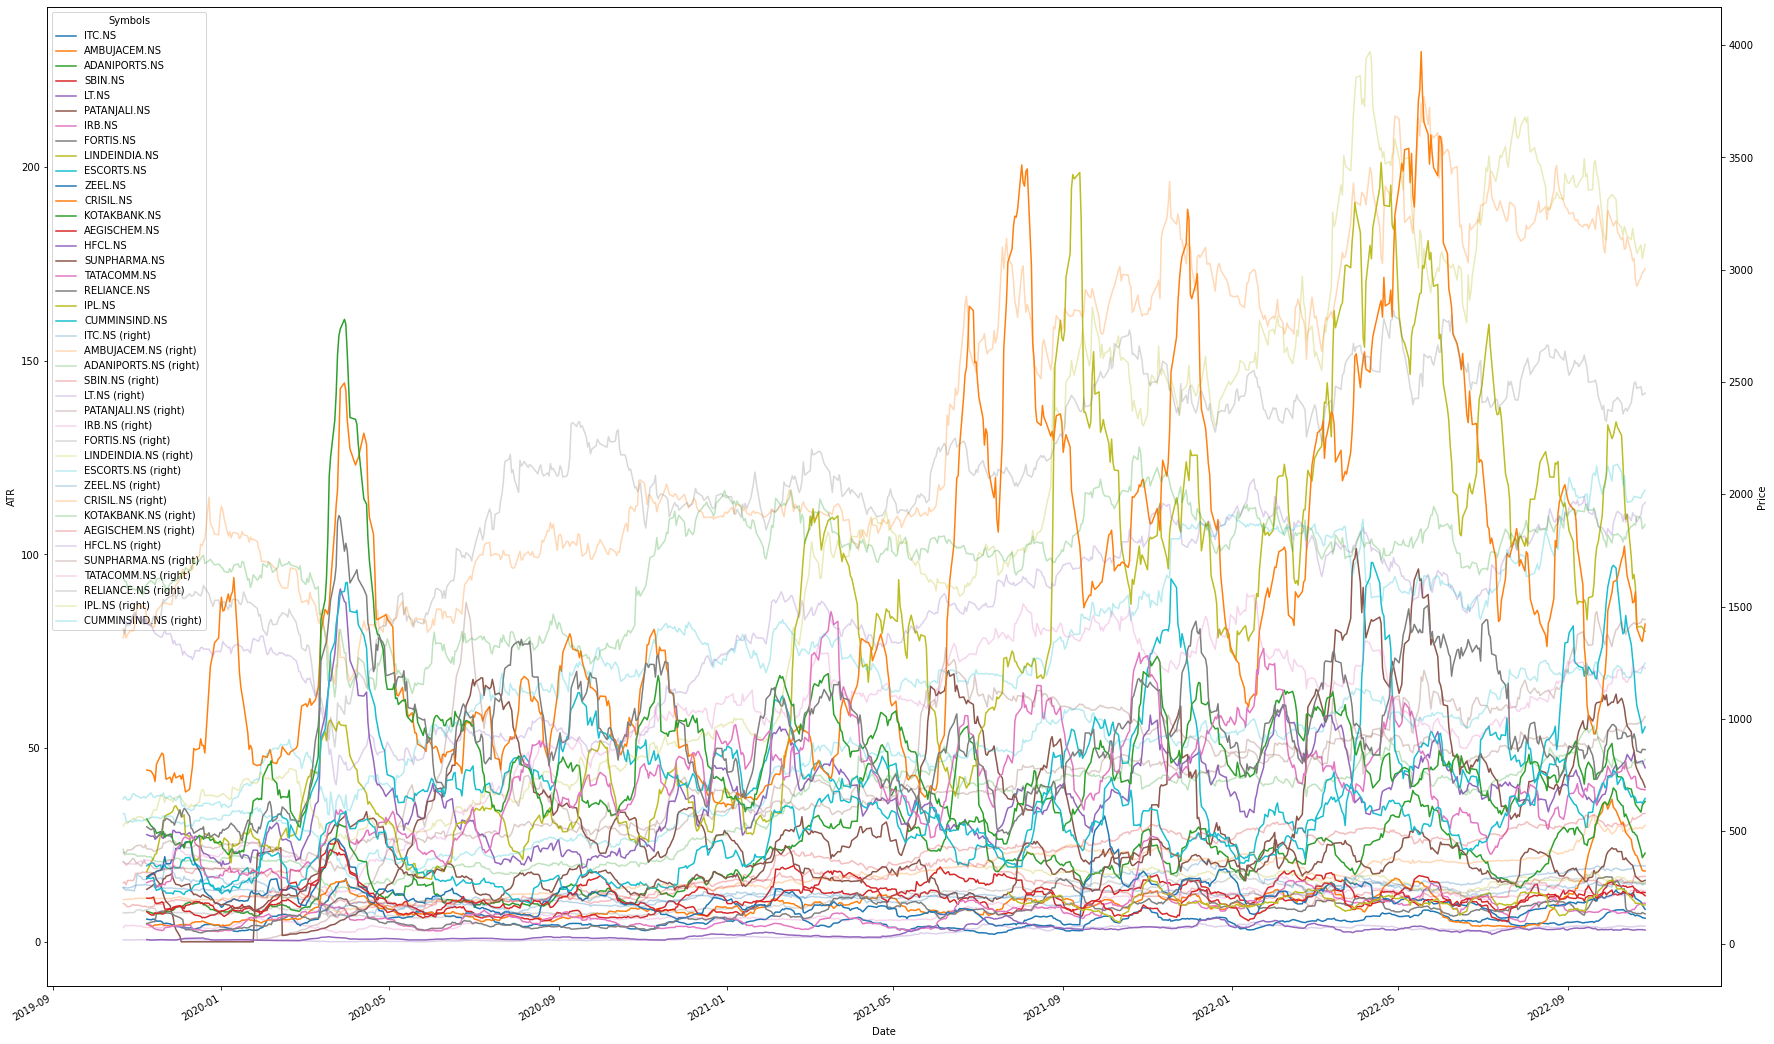 Symbols
ITC.NS
AMBUJACEM.NS
ADANIPORTS.NS
SBIN.NS
LT.NS
PATANJALI.NS
IRB.NS
FORTIS.NS
LINDEINDIA.NS
ESCORTS.NS
ZEEL.NS
CRISIL.NS
KOTAKBANK.NS
AEGISCHEM.NS
HFCL.NS
SUNPHARMA.NS
TATACOMM.NS
RELIANCE.NS
IPL.NS
CUMMINSIND.NS
ITC.NS (right)
AMBUJACEM.NS (right)
ADANIPORTS.NS (right)
SBIN.NS (right)
LT.NS (right)
PATANJALI.NS (right)
IRB.NS (right)
FORTIS.NS (right)
LINDEINDIA.NS (right)
ESCORTS.NS (right)
ZEEL.NS (right)
CRISIL.NS (right)
KOTAKBANK.NS (right)
AEGISCHEM.NS (right)
HFCL.NS (right)
SUNPHARMA.NS (right)
TATACOMM.NS (right)
RELIANCE.NS (right)
IPL.NS (right)
CUMMINSIND.NS (right)
200
150
100
50
0
ATR
4000
3500
3000
2500
2000
1500
1000
500
0
Price
2019-09
2020-01
2020-05
2020-09
2021-01
2021-05
2021-09
2022-01
2022-05
2022-09
Date